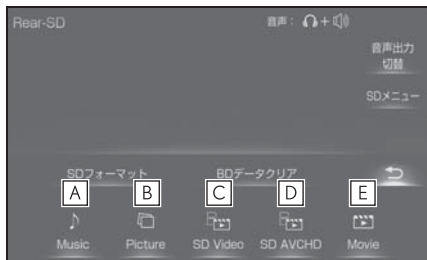 Rear-SD
音声：
音声出力
切替
SDメニュー
SDフォーマット
BDデータクリア
A
B
C
D
E
Music
Picture
SD Video
SD AVCHD
Movie